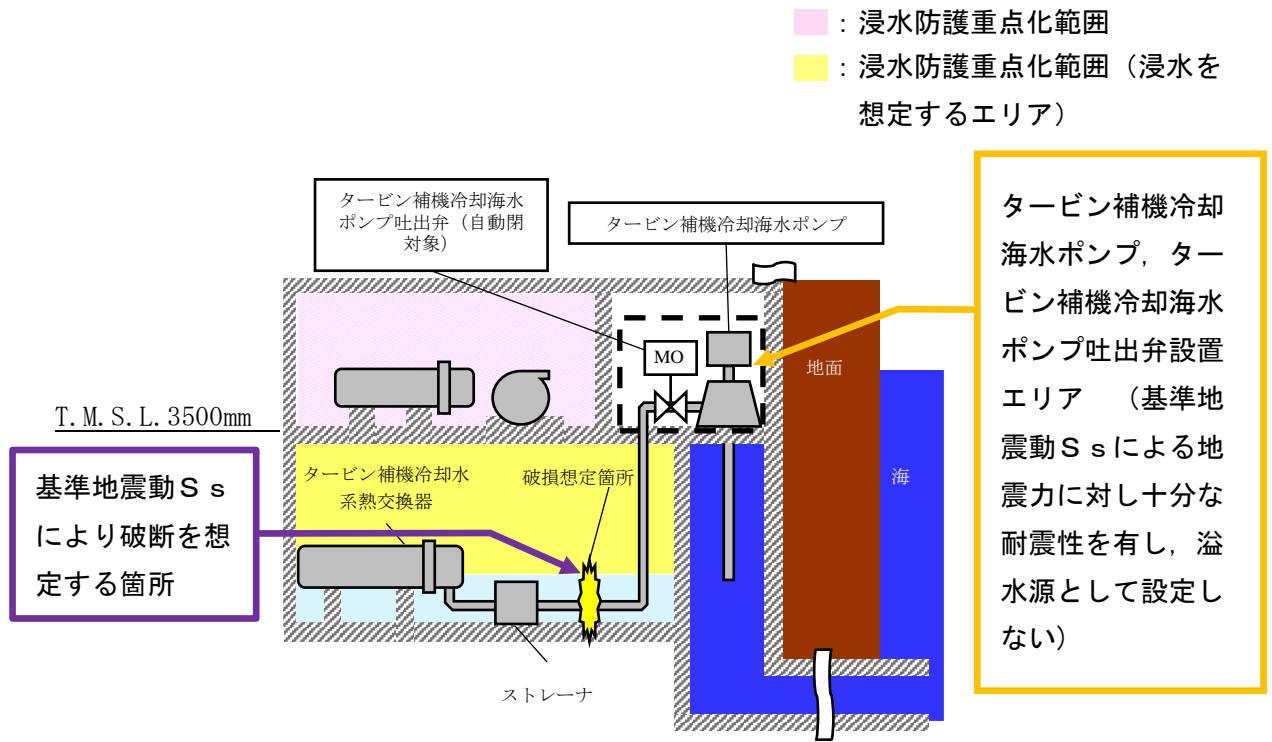 ：浸水防護重点化範囲
：浸水防護重点化範囲（浸水を
想定するエリア）
タービン補機冷却海水
ポンプ吐出弁（自動閉
対象）
タービン補機冷却海水ポンプ
タービン補機冷却
海水ポンプ，ター
ビン補機冷却海水
ポンプ吐出弁設置
エリア　（基準地
震動Ｓｓによる地
震力に対し十分な
耐震性を有し，溢
水源として設定し
ない）
MO
地面
海
T.M.S.L.3500mm
基準地震動Ｓｓ
により破断を想
定する箇所
タービン補機冷却水
系熱交換器
破損想定箇所
ストレーナ